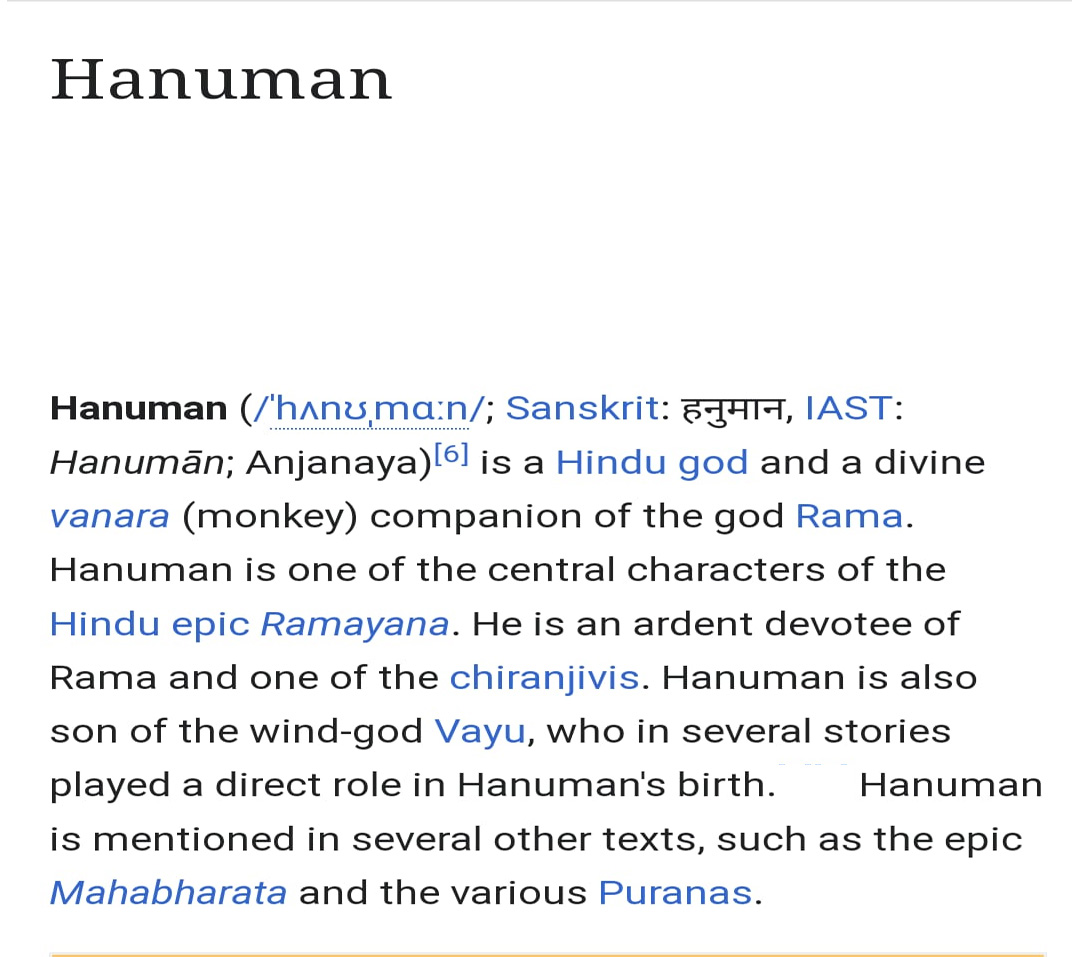 Hanuman
Hanuman (/ˈhʌnʊˌmɑːn/; Sanskrit: हनुमान, IAST:
Hanumān; Anjanaya)[6] is a Hindu god and a divine
vanara (monkey) companion of the god Rama.
Hanuman is one of the central characters of the
Hindu epic Ramayana. He is an ardent devotee of
Rama and one of the chiranjivis. Hanuman is also
son of the wind-god Vayu, who in several stories
played a direct role in Hanuman's birth. Hanuman
is mentioned in several other texts, such as the epic
Mahabharata and the various Puranas.